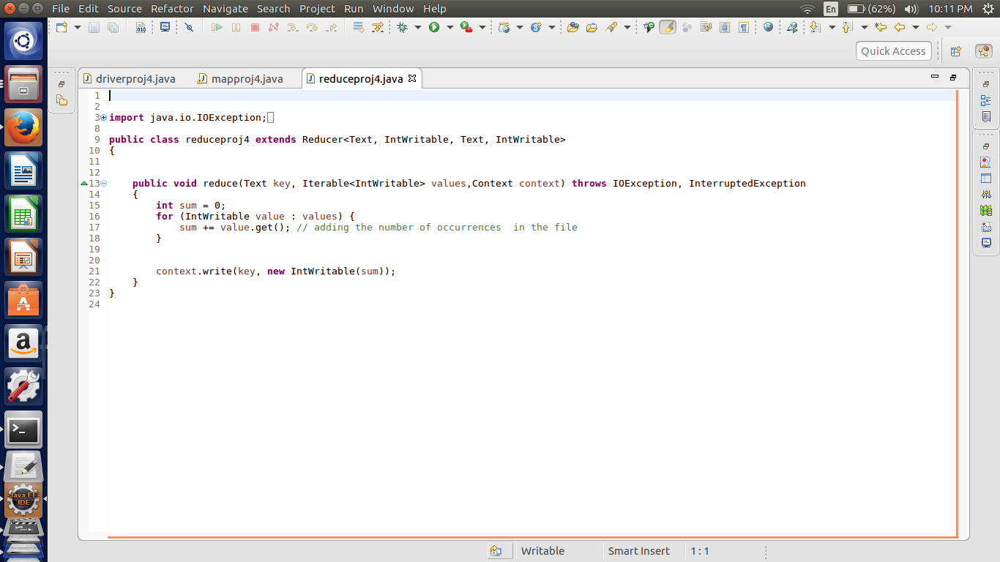 File Edit Source Refactor Navigate Search Project Run Window Help
En (62%) 10:11 PM
Quick Access
driverproj4.java mapproj4.java reduceproj4.java
1
2
3 import java.io.IOException;
8
9 public class reduceproj4 extends Reducer<Text, IntWritable, Text, IntWritable>
10 {
11
12
13 public void reduce(Text key, Iterable<IntWritable> values,Context context) throws IOException, InterruptedException
14 {
15 int sum = 0;
16 for (IntWritable value : values) {
17 sum += value.get(); // adding the number of occurrences  in the file
18 }
19
20
21 context.write(key, new IntWritable(sum));
22 }
23 }
24
Java EE
IDE
Writable Smart Insert 1 : 1